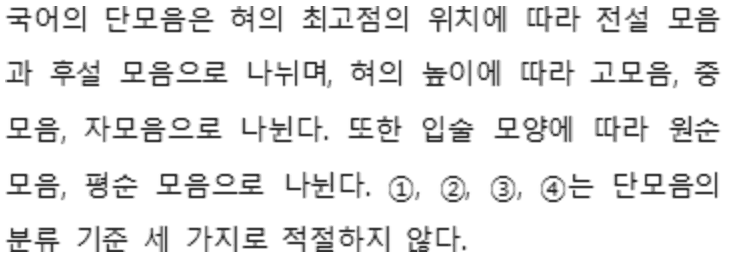 국어의 단모음은 혀의 최고점의 위치에 따라 전설 모음
과 후설 모음으로 나뉘며, 혀의 높이에 따라 고모음, 중
모음, 자모음으로 나뉜다. 또한 입술 모양에 따라 원순
모음, 평순 모음으로 나뉜다. ①, ②, ③, ④는 단모음의
분류 기준 세 가지로 적절하지 않다.